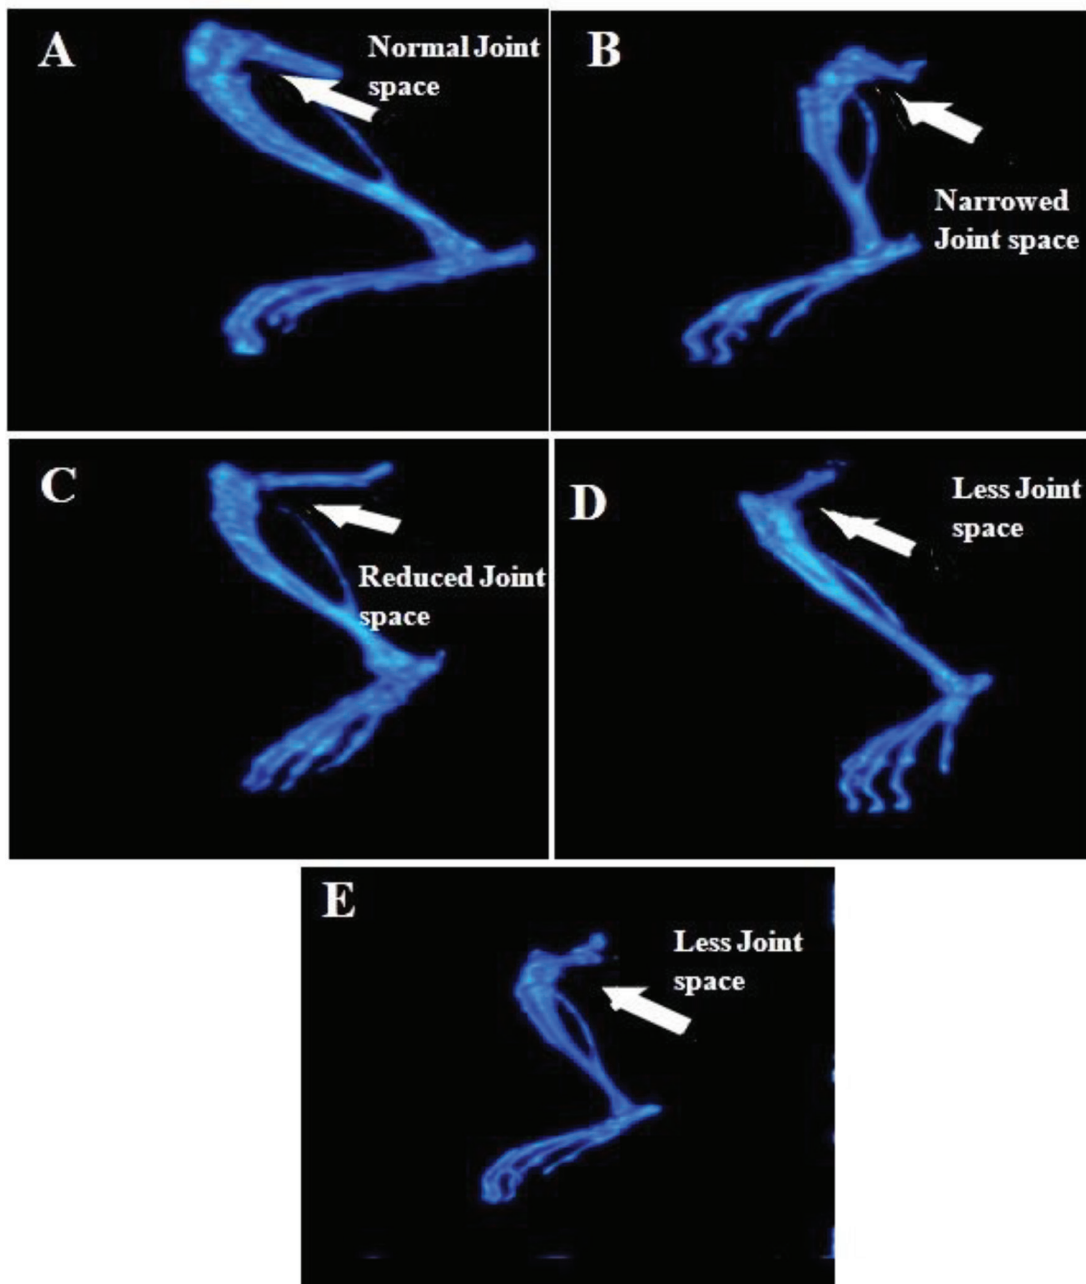 A
Normal Joint
space
B
Narrowed
Joint space
C
Reduced Joint
space
D
Less Joint
space
E
Less Joint
space